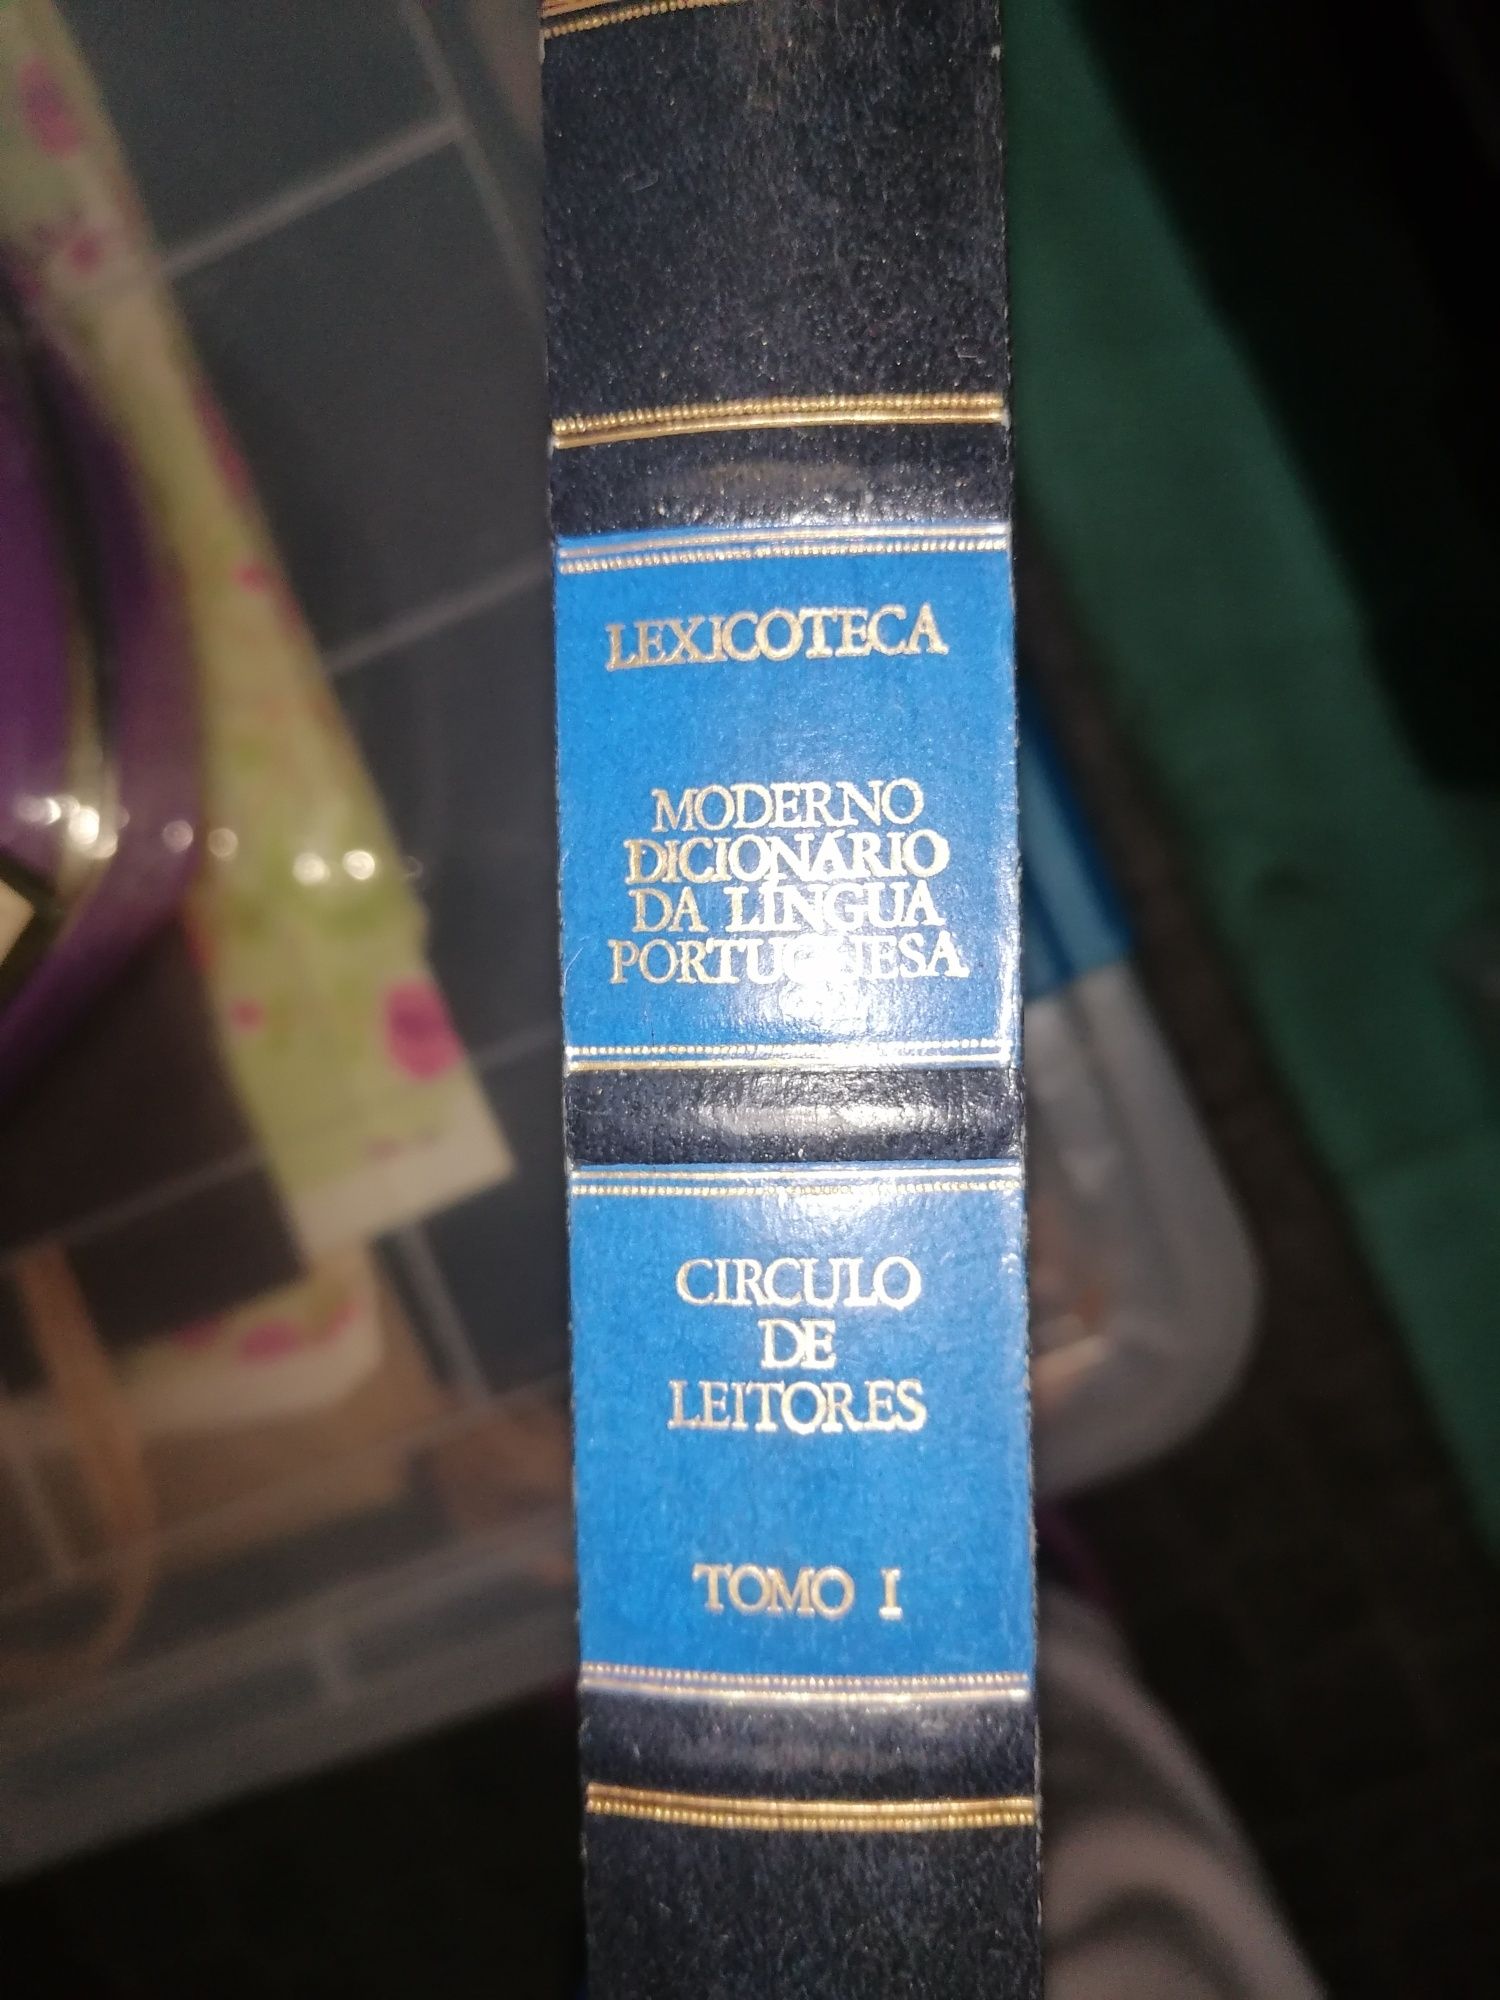 LEXICOTECA
MODERNO
DICIONÁRIO
DA LÍNGUA
PORTUGUESA
CIRCULO
DE
LEITORES
TOMO I